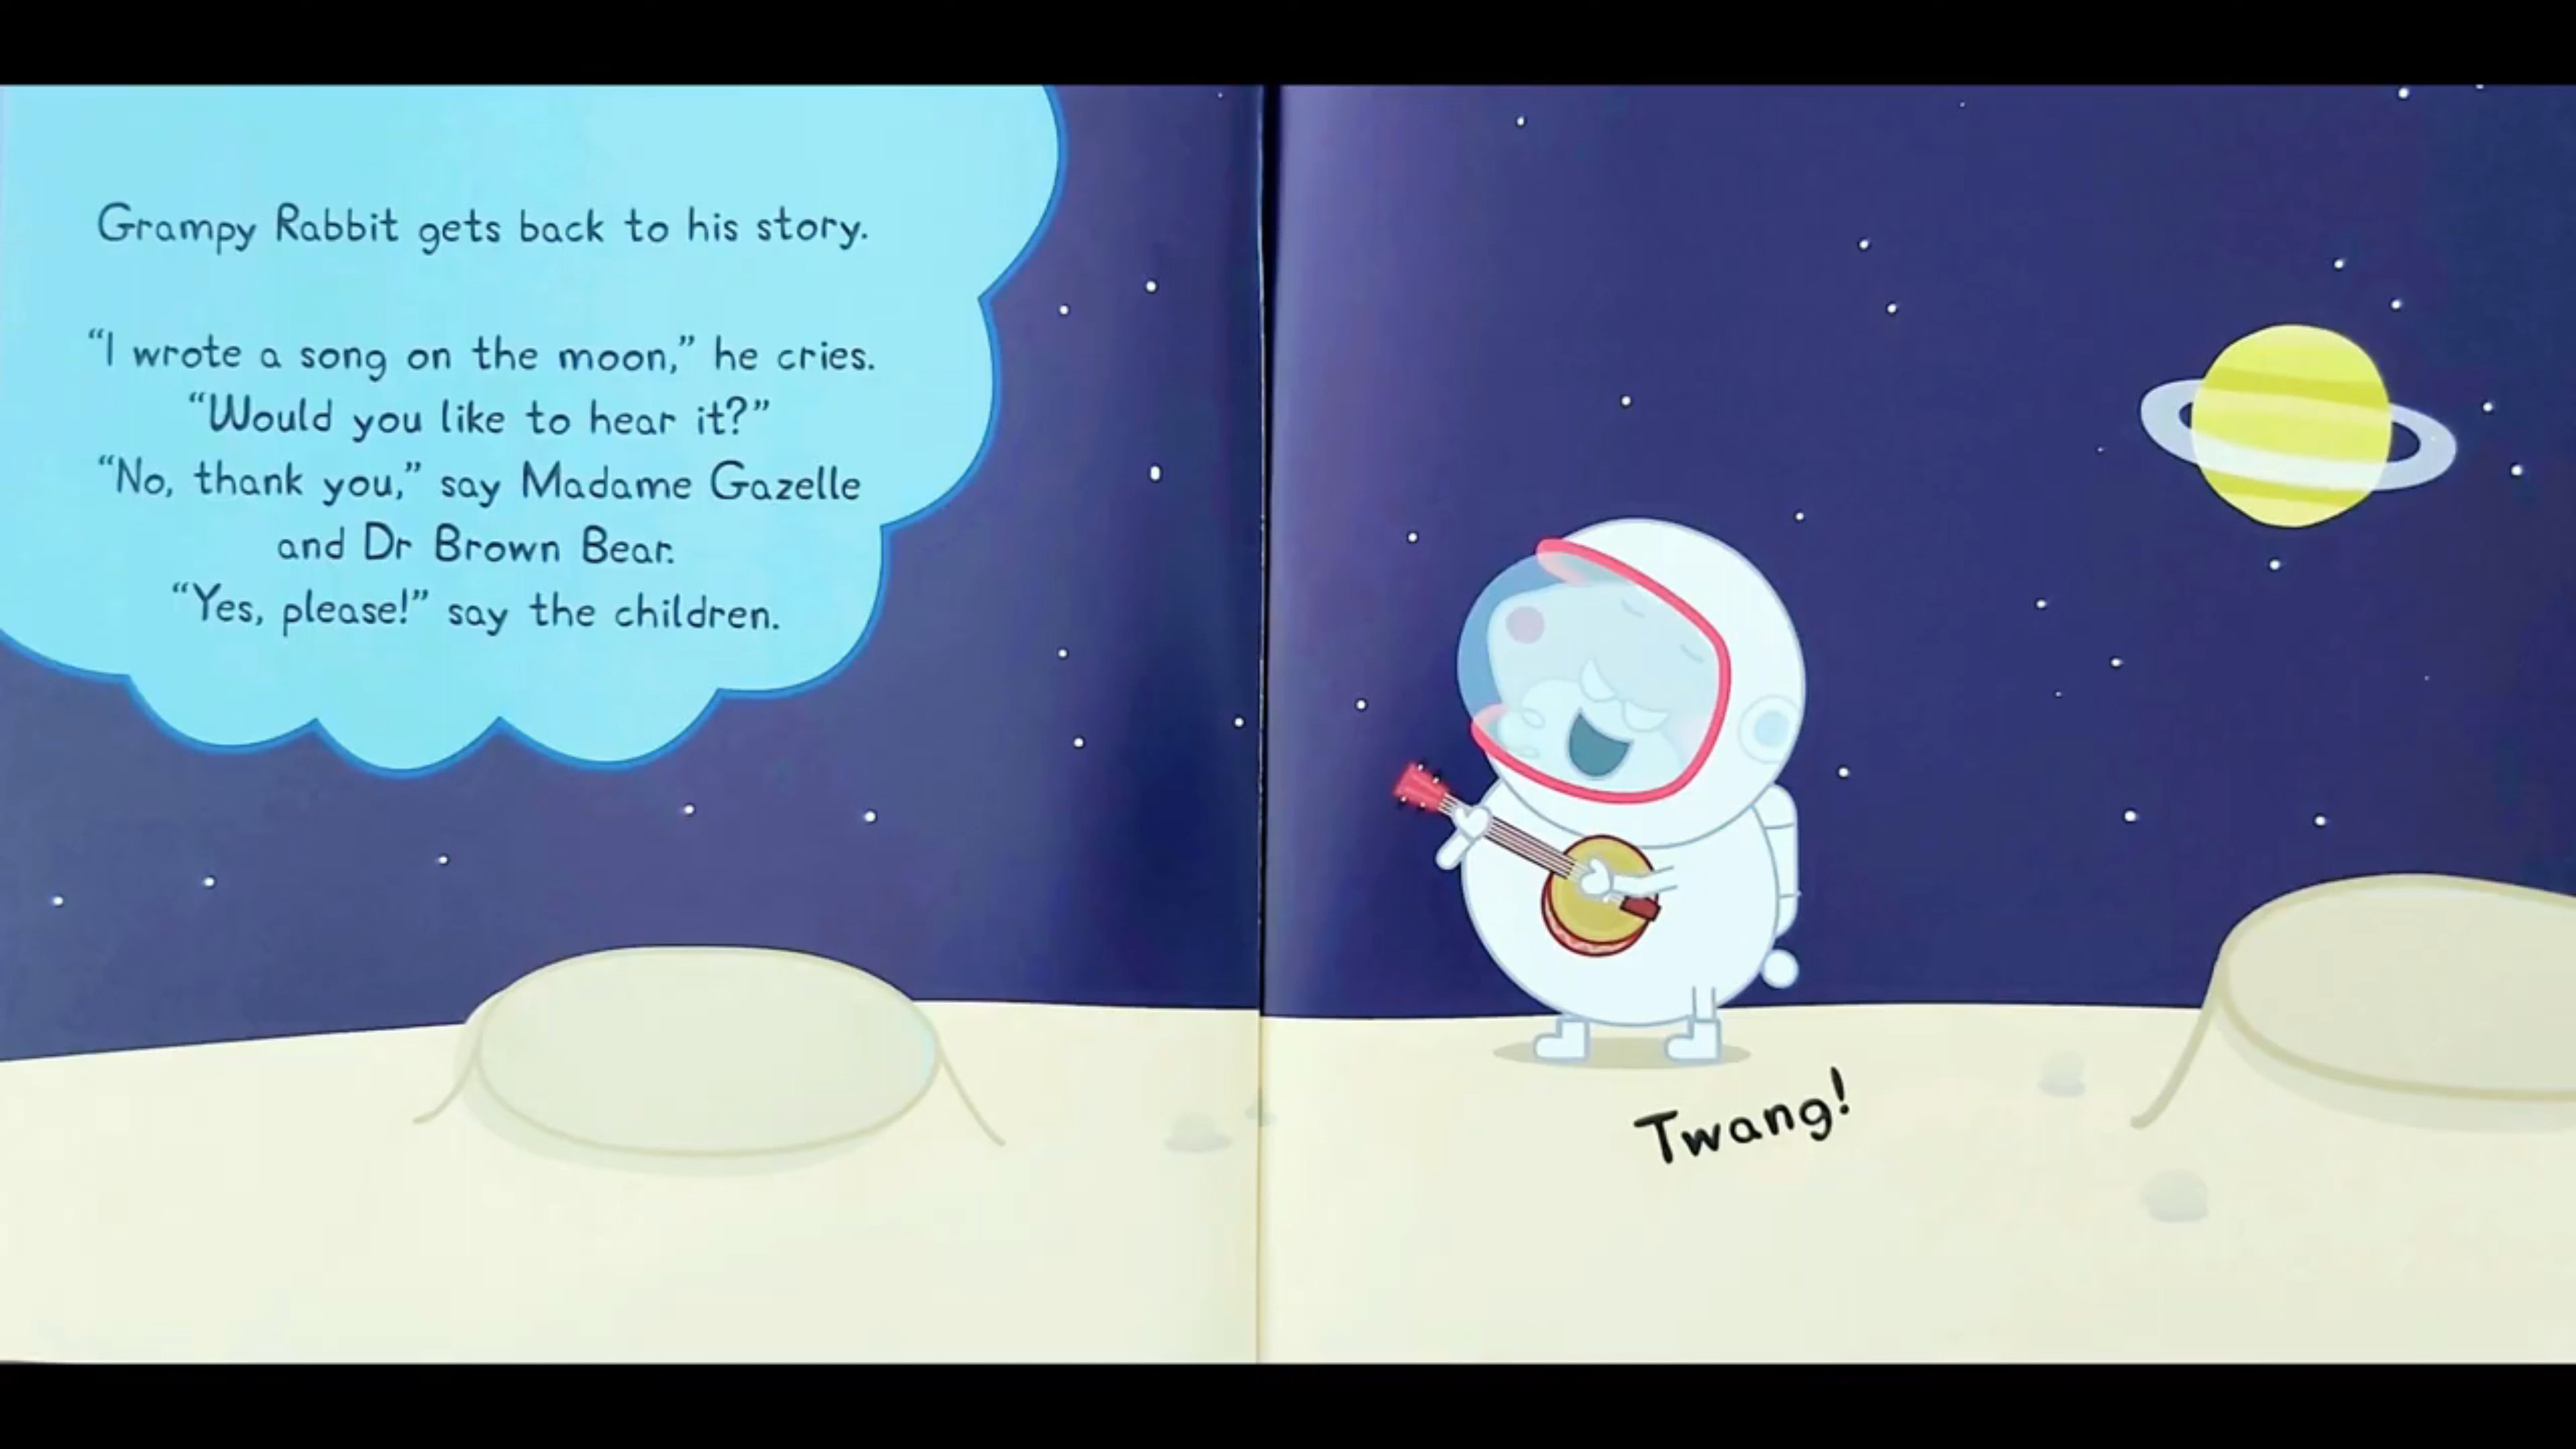 Grampy Rabbit gets back to his story.
“I wrote a song on the moon,” he cries.
“Would you like to hear it?”
“No, thank you,” say Madame Gazelle
and Dr Brown Bear.
“Yes, please!” say the children.
Twang!